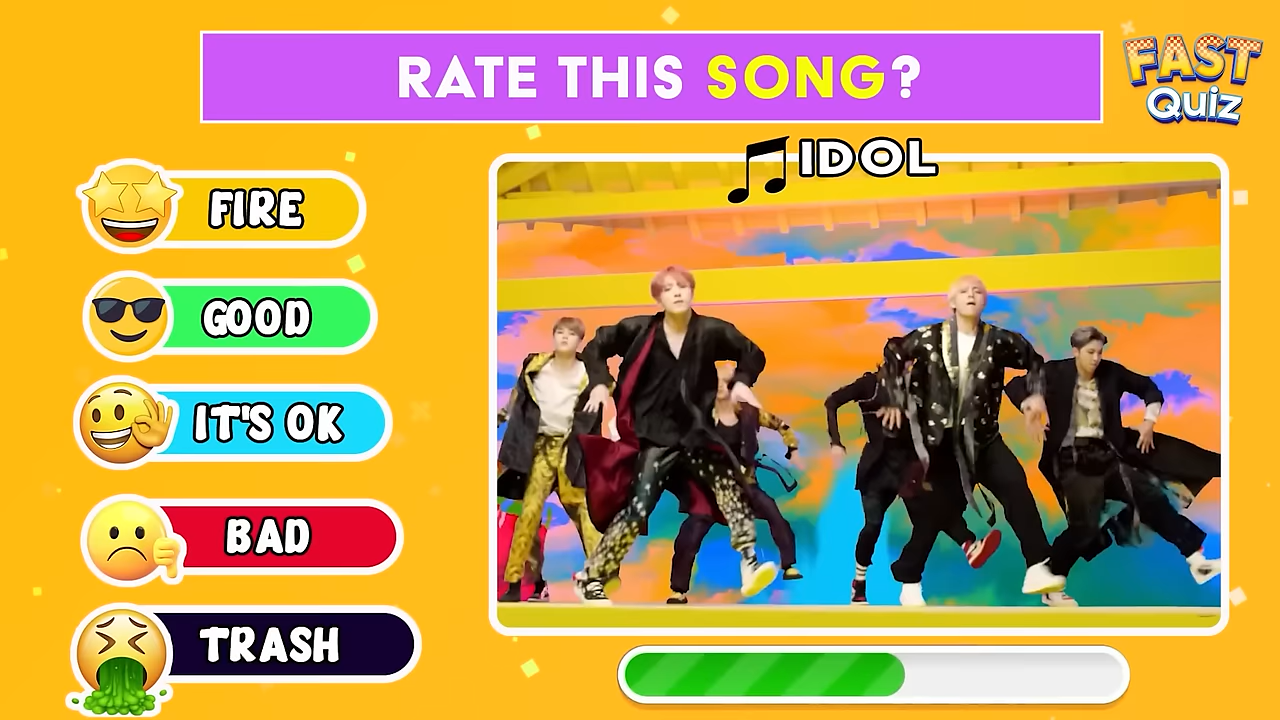 RATE THIS SONG?
FAST
Quiz
IDOL
FIRE
GOOD
IT'S OK
BAD
TRASH